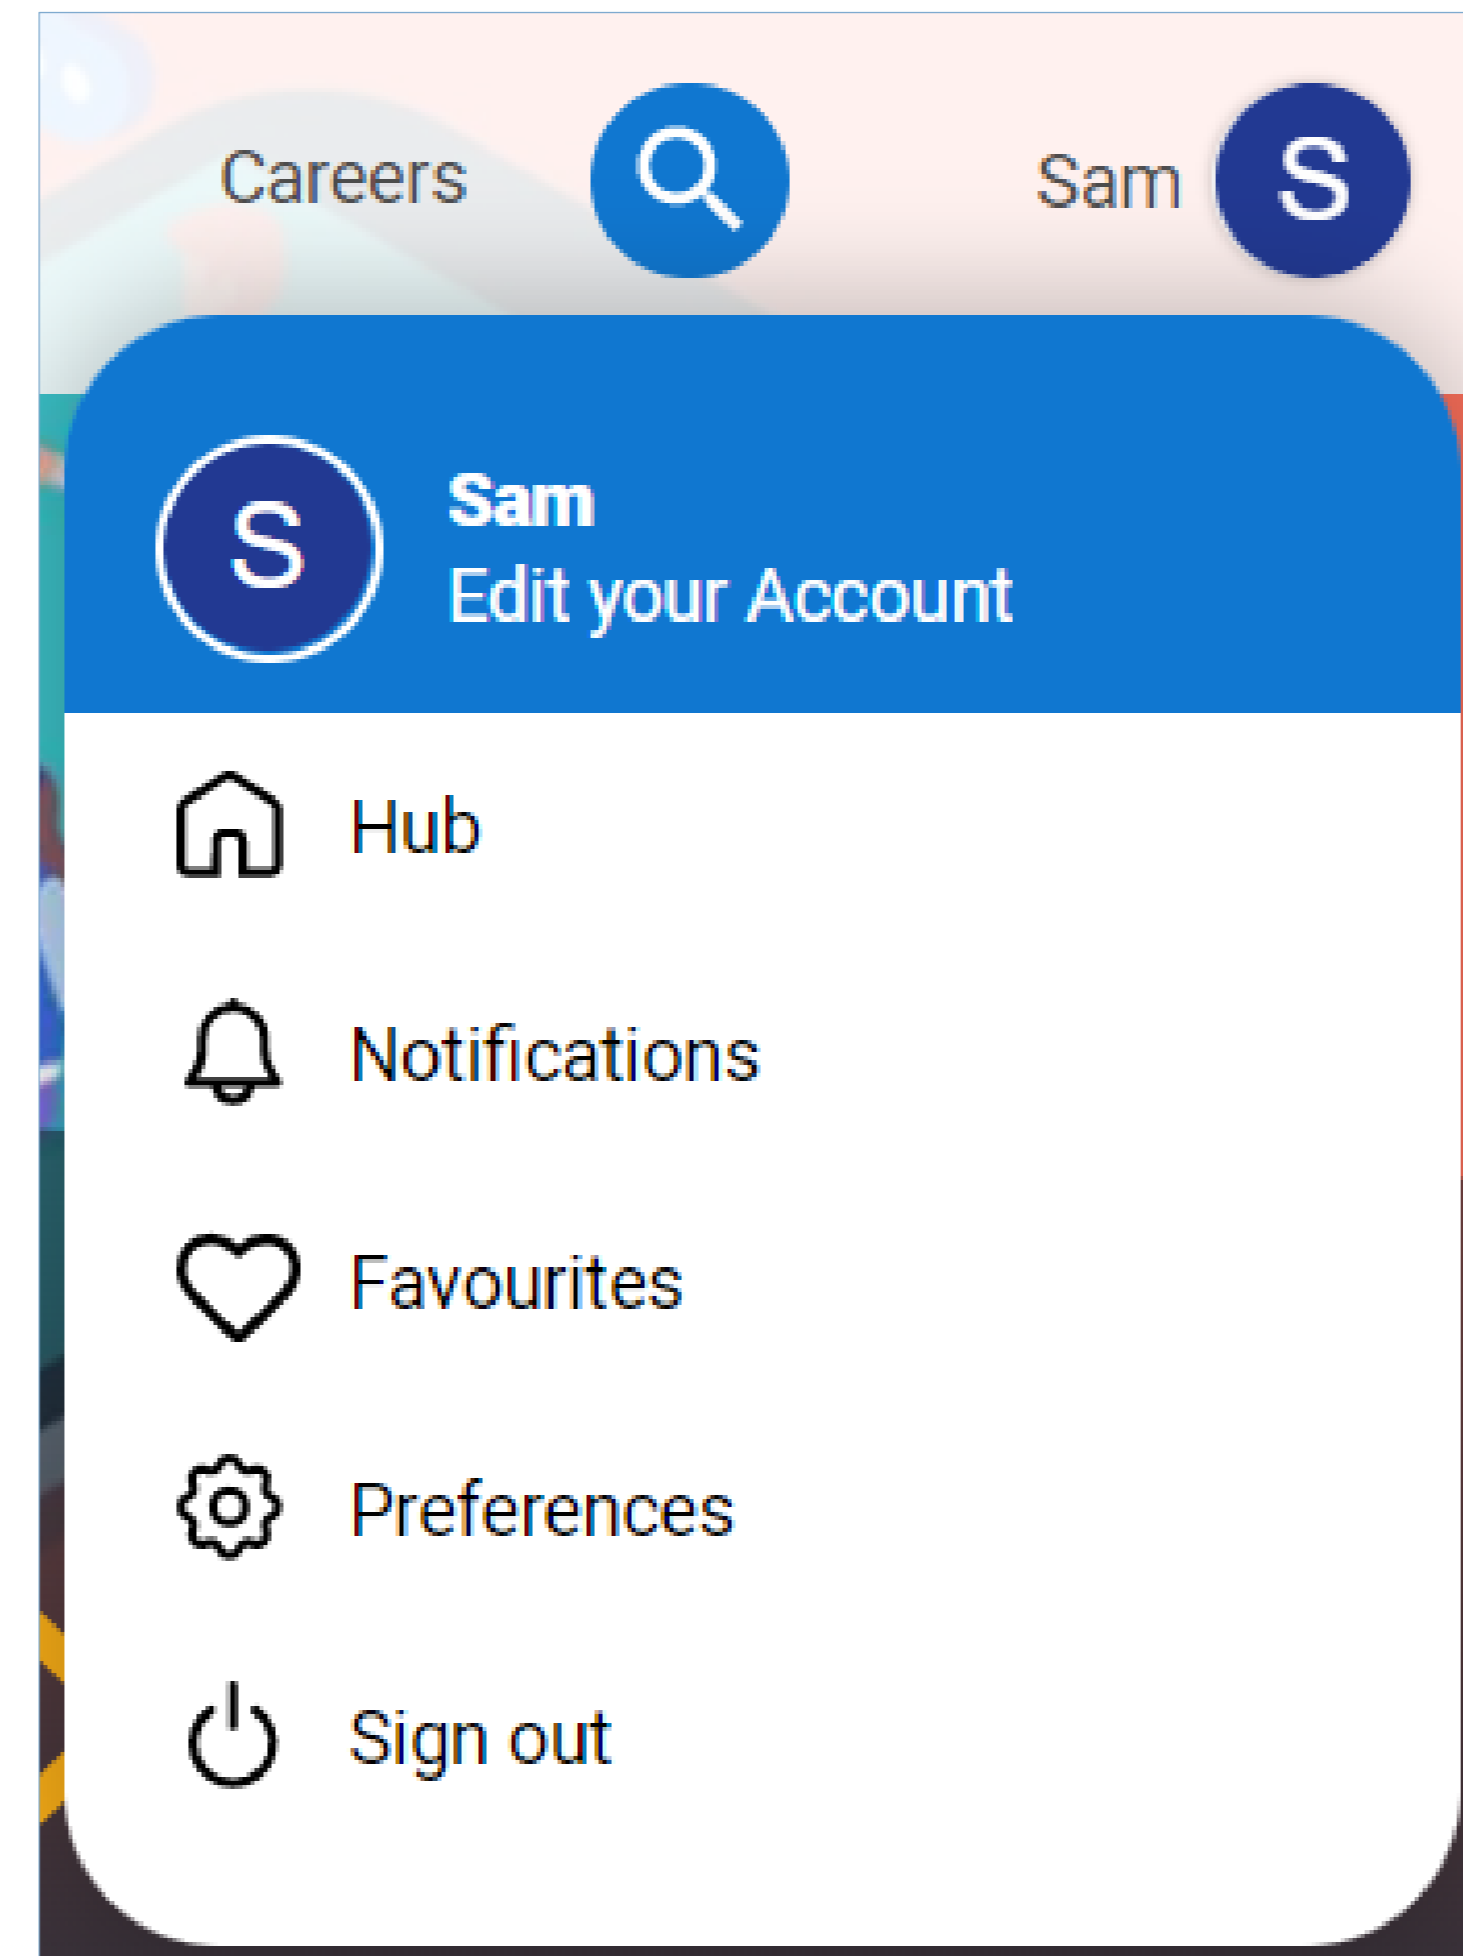 Careers
Sam
S
S
Sam
Edit your Account
Hub
Notifications
Favourites
Preferences
Sign out